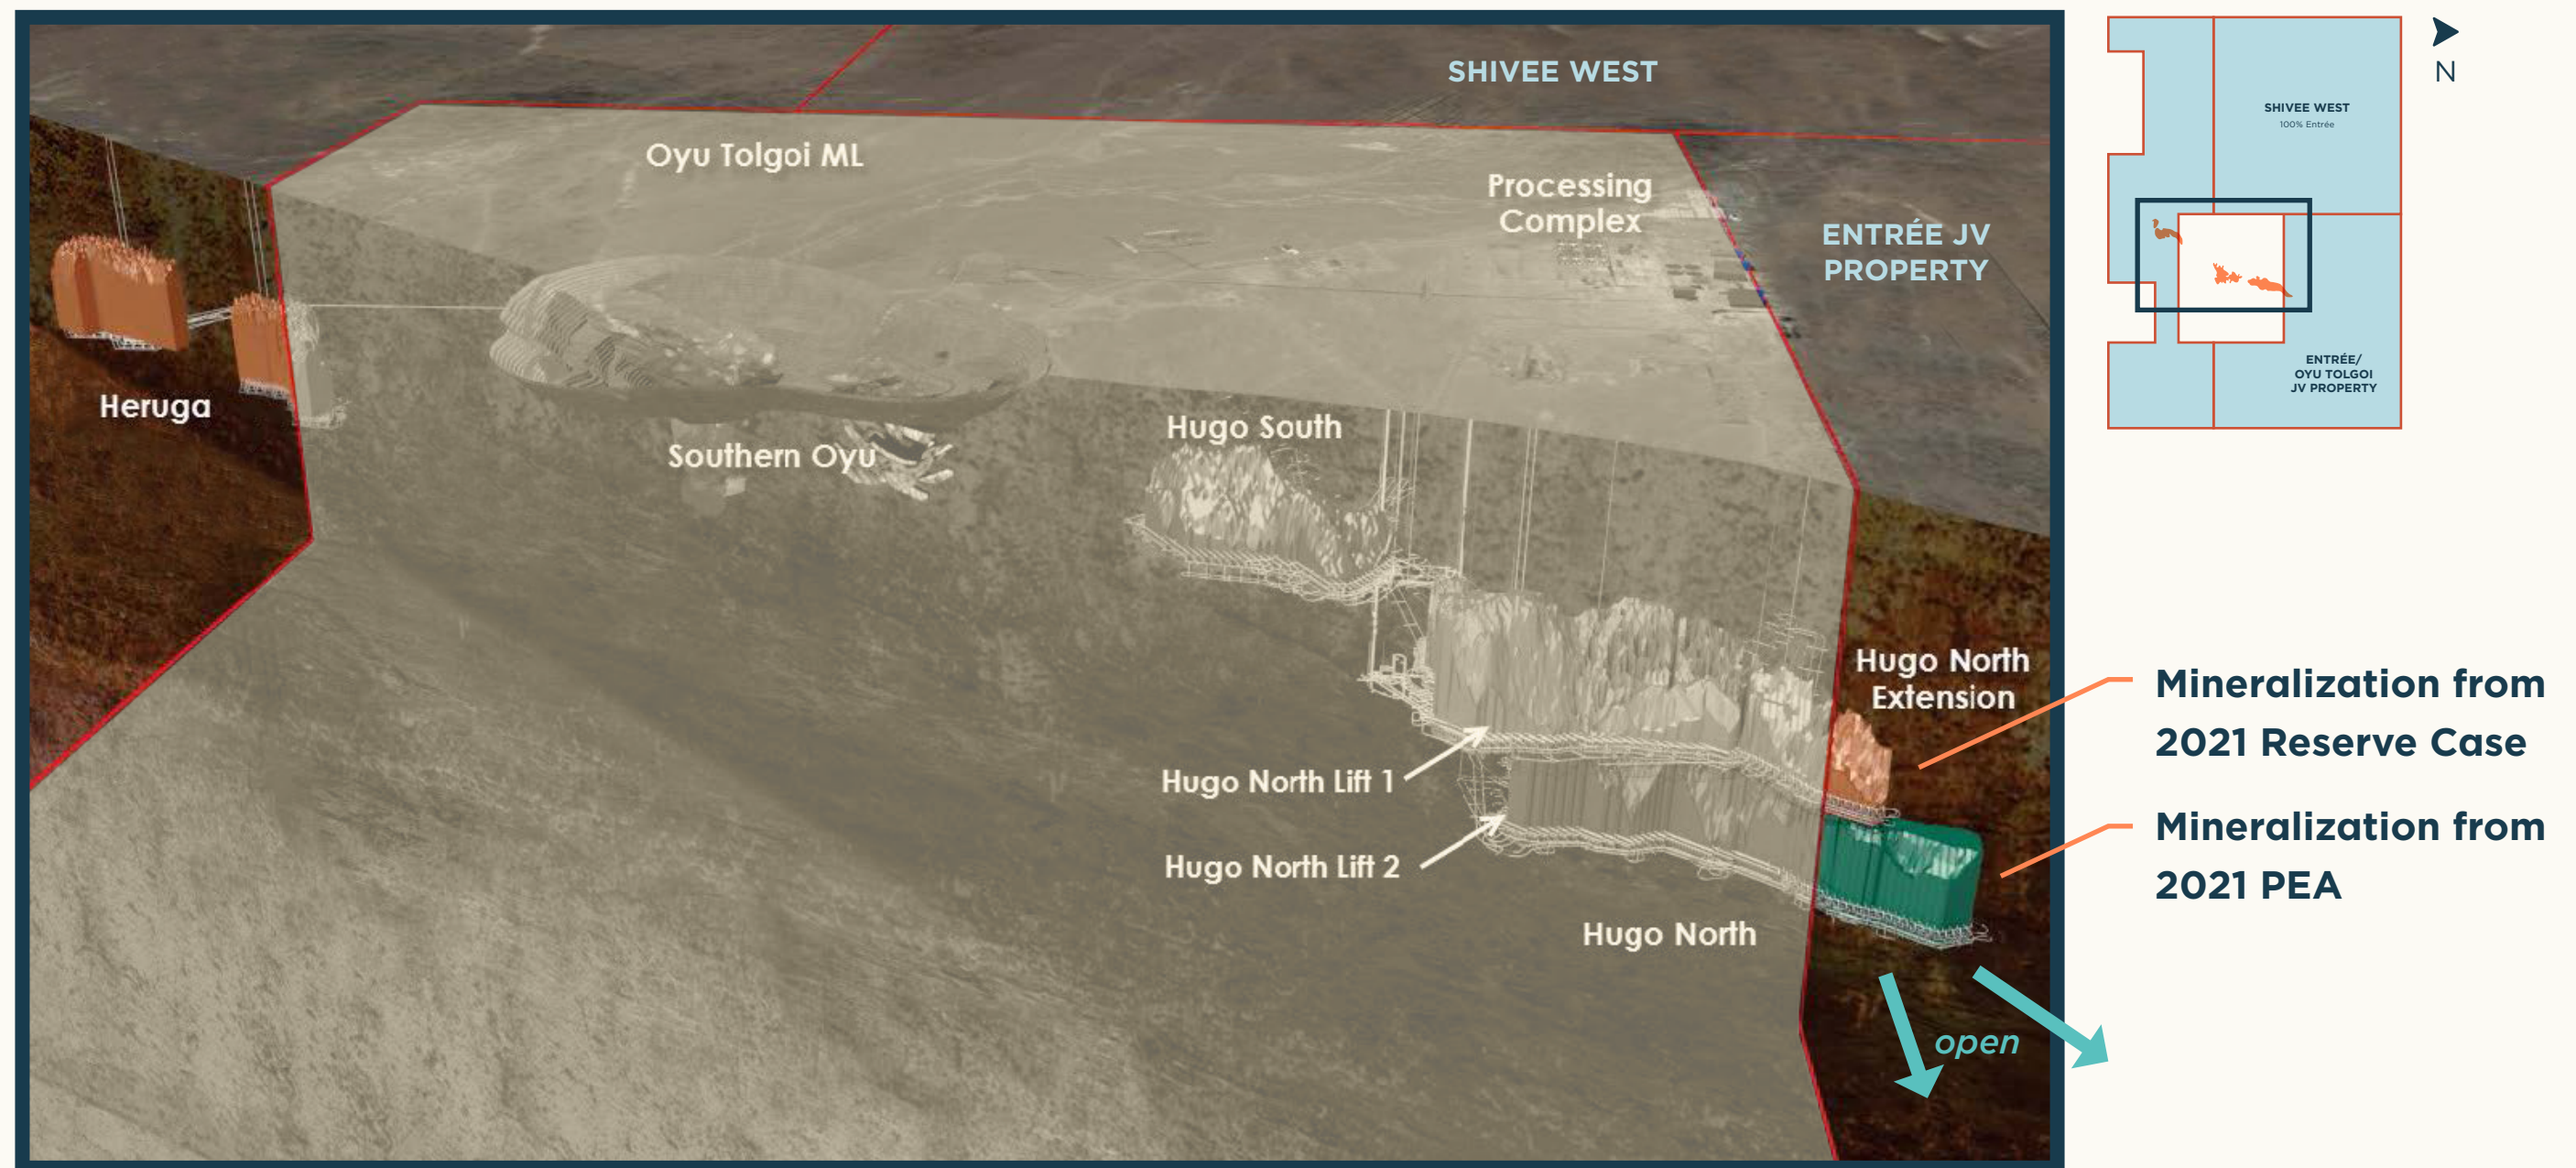 SHIVEE WEST
Oyu Tolgoi ML
Processing
Complex
ENTRÉE JV
PROPERTY
Heruga
Southern Oyu
Hugo South
Hugo North
Extension
Hugo North Lift 1
Hugo North Lift 2
Hugo North
open
N
SHIVEE WEST
100% Entrée
ENTRÉE/
OYU TOLGOI
JV PROPERTY
Mineralization from
2021 Reserve Case
Mineralization from
2021 PEA